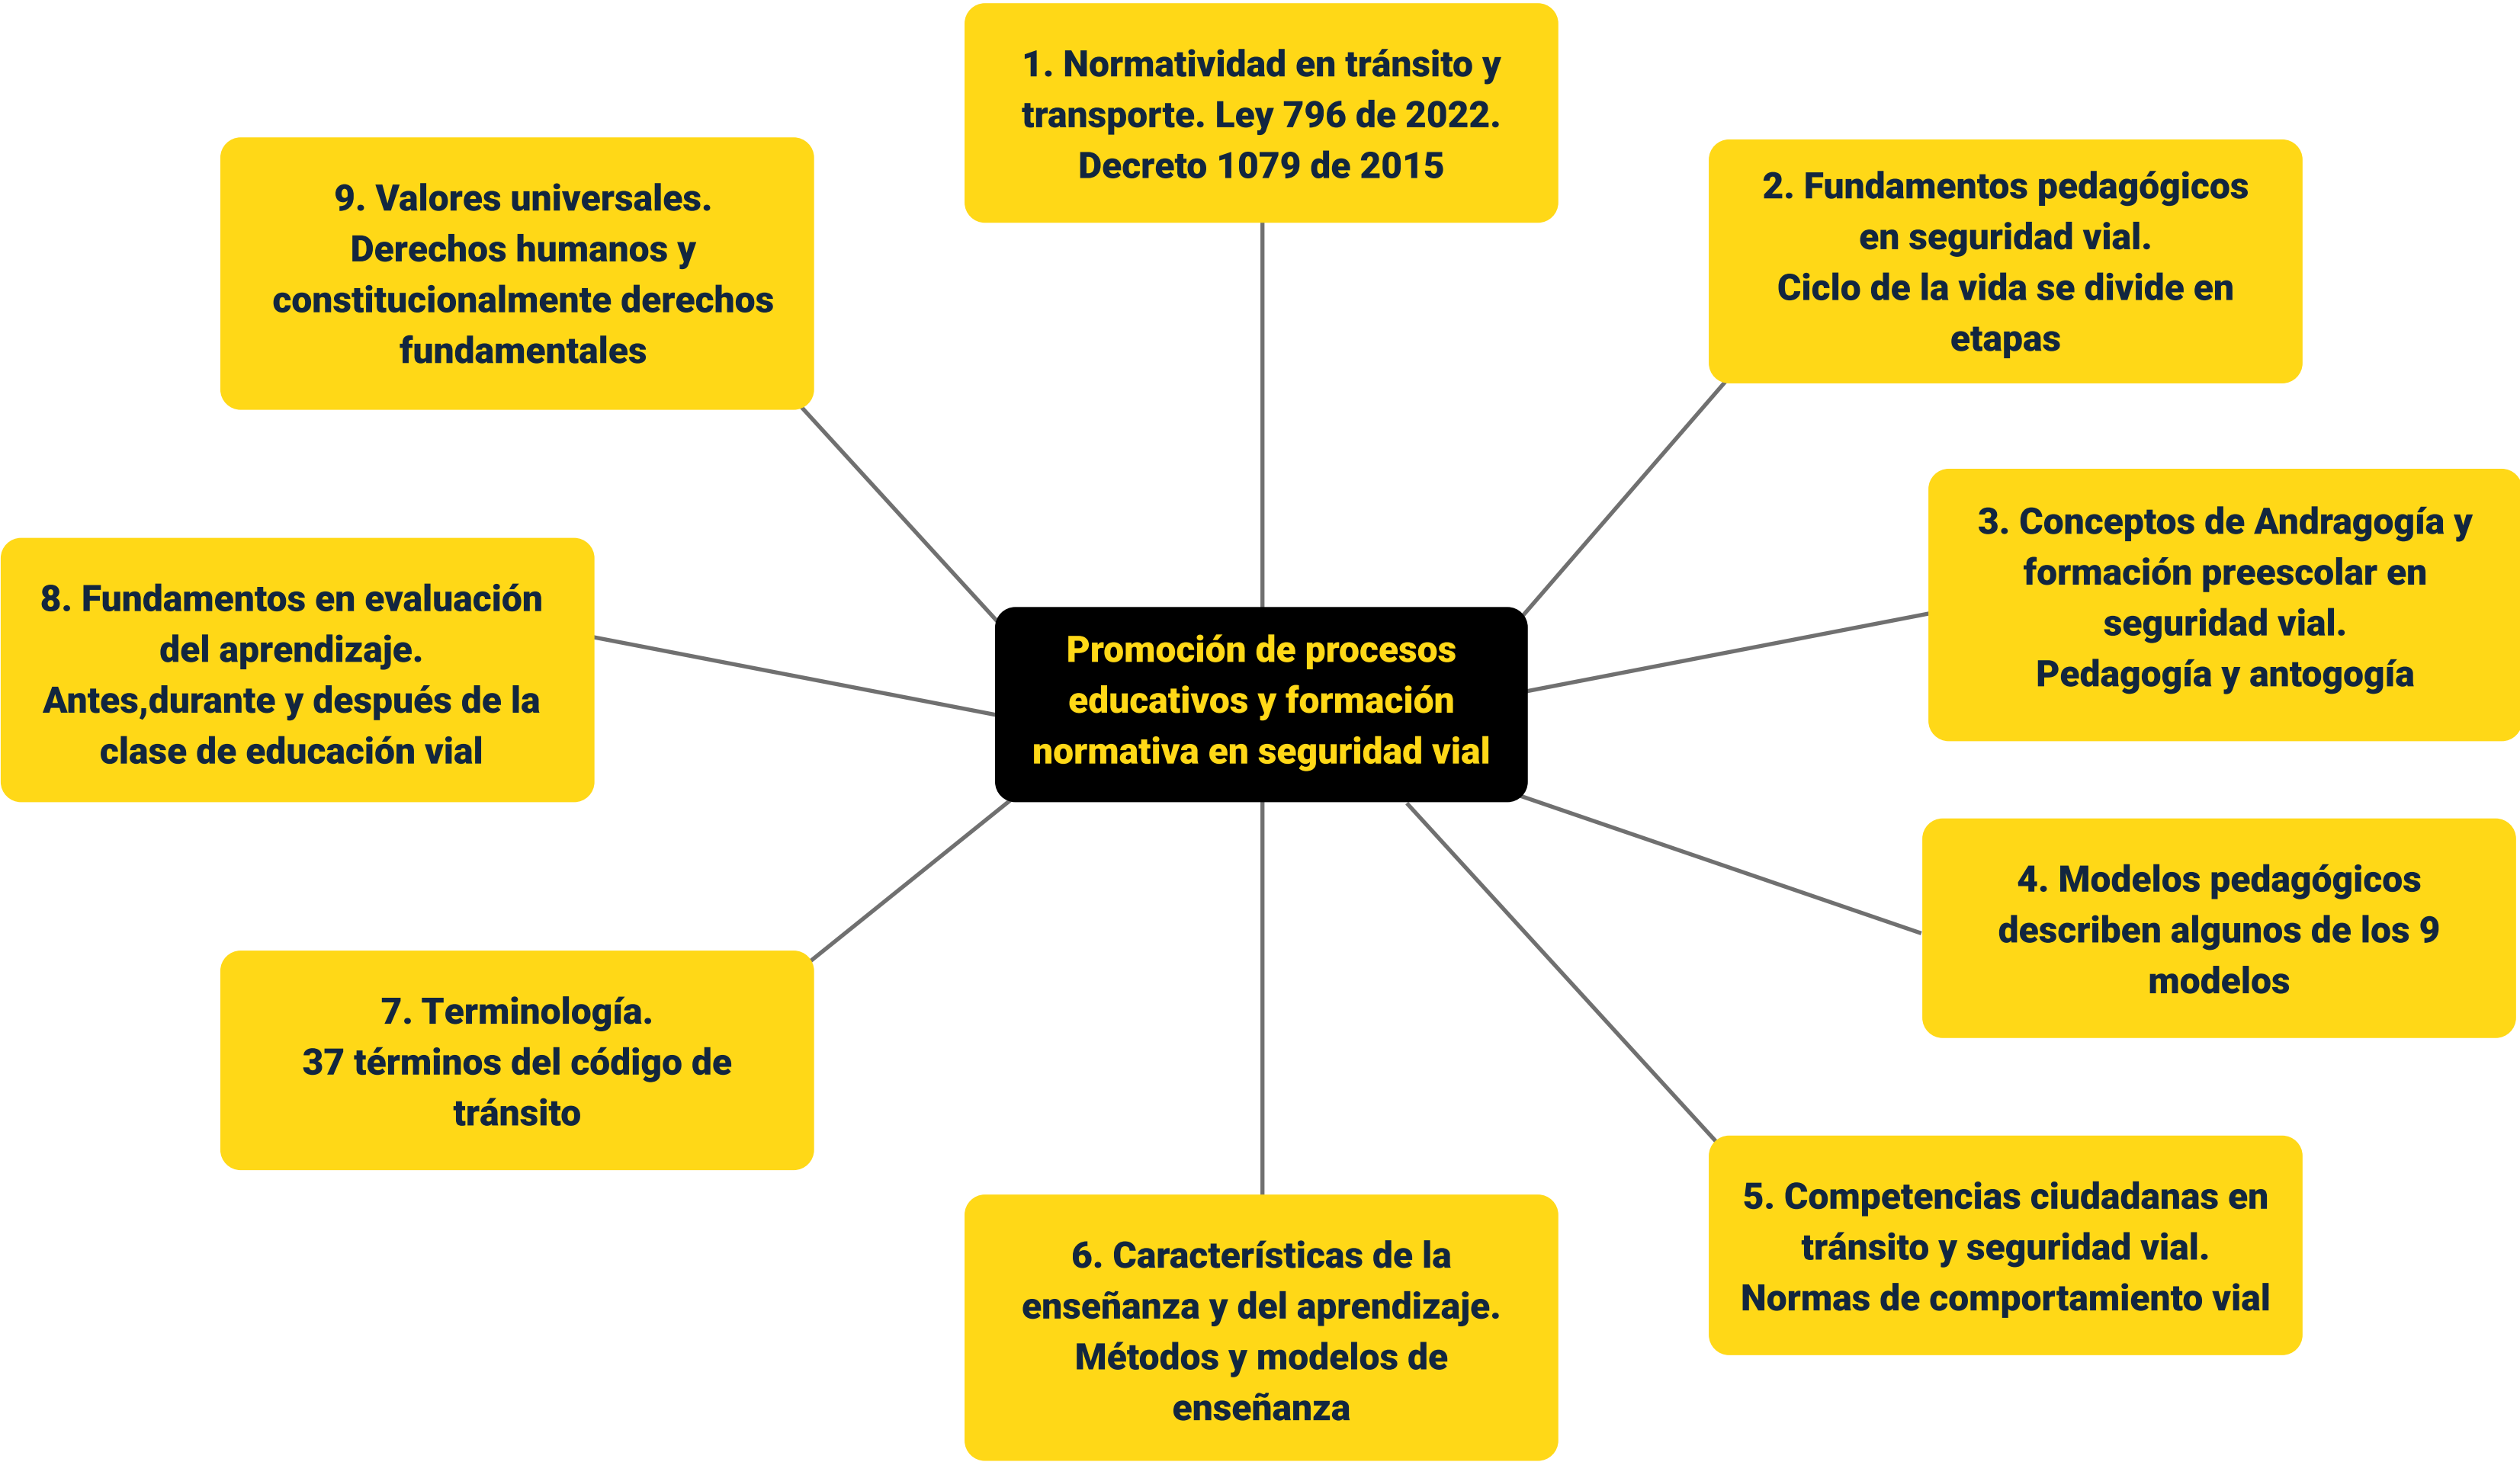 1. Normatividad en tránsito y
transporte. Ley 796 de 2022.
Decreto 1079 de 2015
2. Fundamentos pedagógicos
en seguridad vial.
Ciclo de la vida se divide en
etapas
3. Conceptos de Andragogía y
formación preescolar en
seguridad vial.
Pedagogía y antogogía
4. Modelos pedagógicos
describen algunos de los 9
modelos
5. Competencias ciudadanas en
tránsito y seguridad vial.
Normas de comportamiento vial
6. Características de la
enseñanza y del aprendizaje.
Métodos y modelos de
enseñanza
7. Terminología.
37 términos del código de
tránsito
8. Fundamentos en evaluación
del aprendizaje.
Antes,durante y después de la
clase de educación vial
9. Valores universales.
Derechos humanos y
constitucionalmente derechos
fundamentales
Promoción de procesos
educativos y formación
normativa en seguridad vial